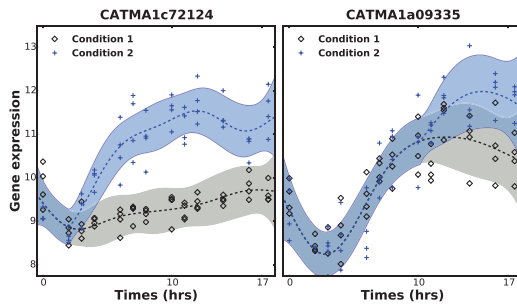 CATMA1c72124 CATMA1a09335
Condition 1 Condition 1
Condition 2 Condition 2
Gene expression
13
12
11
10
9
8
0 10 17 0 10 17
Times (hrs) Times (hrs)